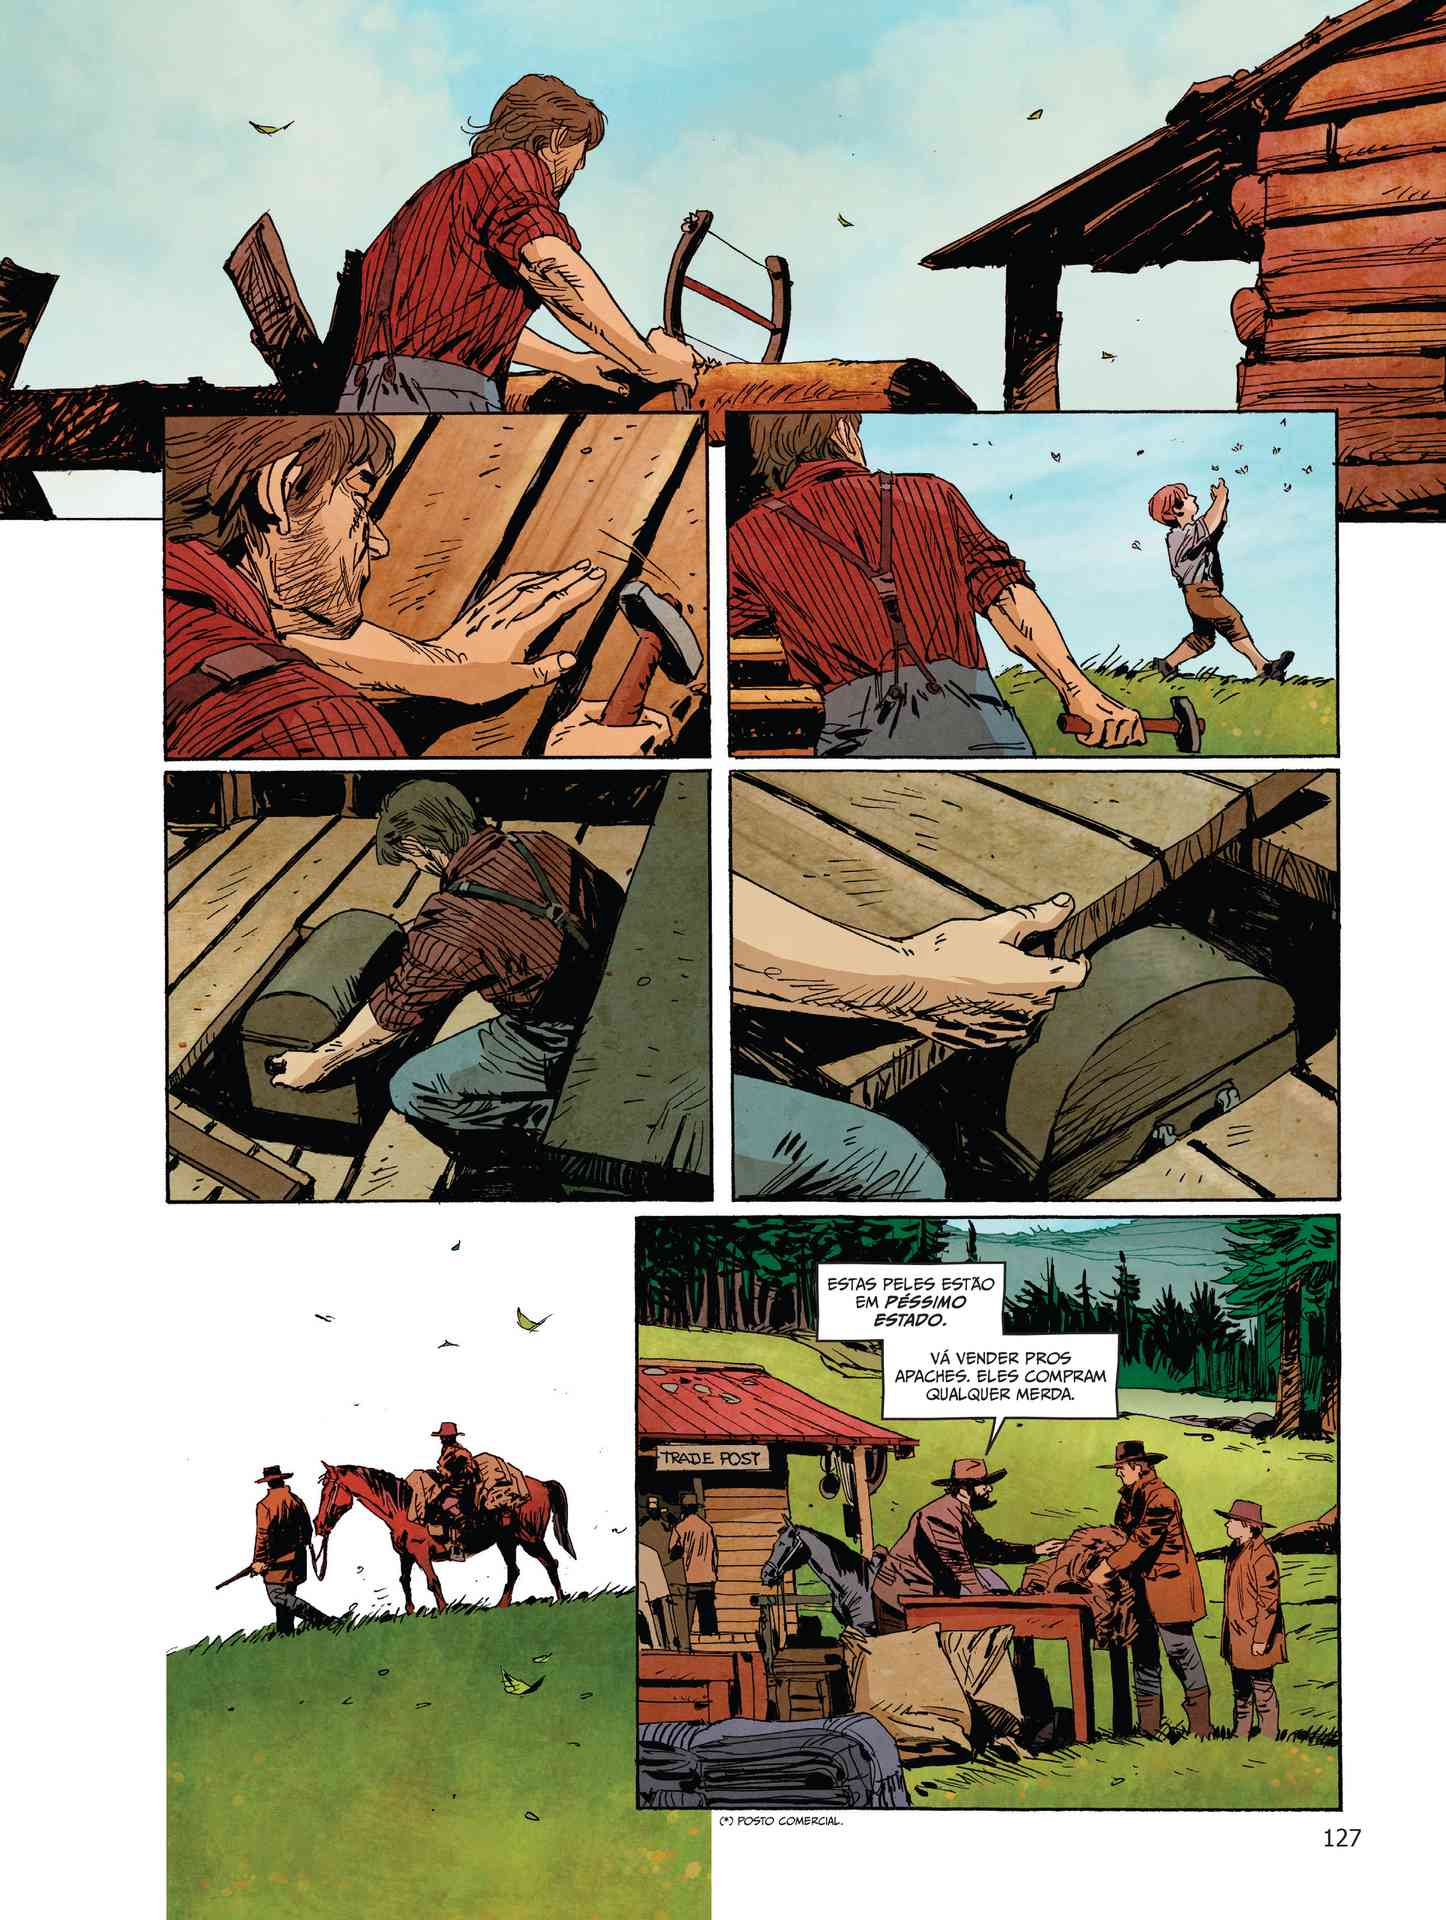 ESTAS PELES ESTÃO
EM PÉSSIMO
ESTADO.
VÁ VENDER PROS
APACHES. ELES COMPRAM
QUALQUER MERDA.
TRADE POST
(*) POSTO COMERCIAL.
127